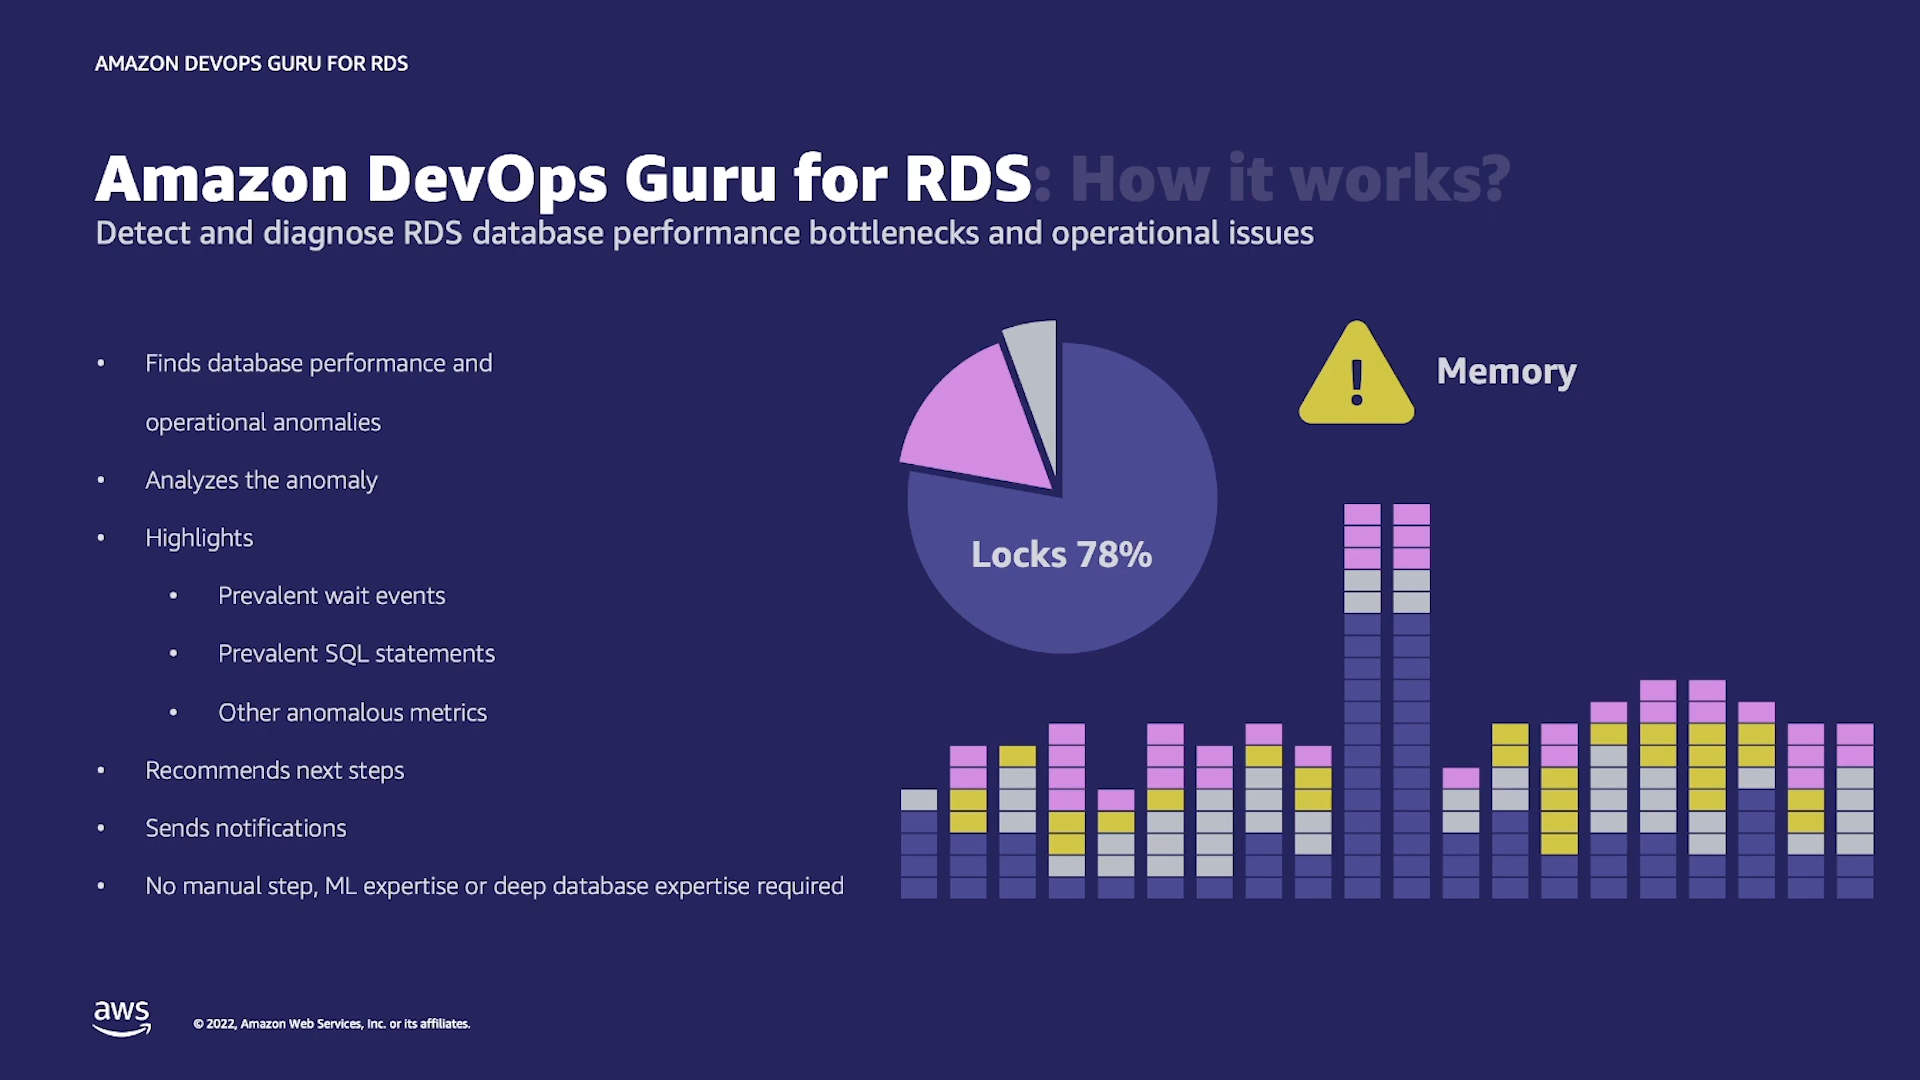 AMAZON DEVOPS GURU FOR RDS
Amazon DevOps Guru for RDS: How it works?
Detect and diagnose RDS database performance bottlenecks and operational issues
• Finds database performance and
operational anomalies
• Analyzes the anomaly
• Highlights
• Prevalent wait events
• Prevalent SQL statements
• Other anomalous metrics
• Recommends next steps
• Sends notifications
• No manual step, ML expertise or deep database expertise required
Locks 78%
! Memory
aws
© 2022, Amazon Web Services, Inc. or its affiliates.